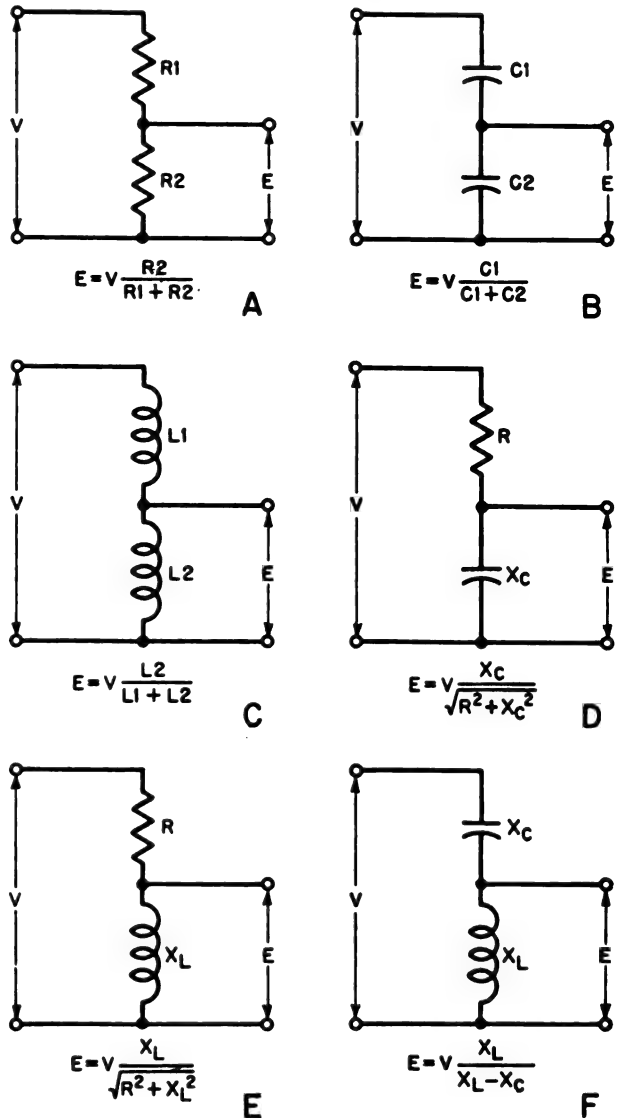 V R1 R2 E
E = V R2 / R1 + R2
A
V C1 C2 E
E = V C1 / C1 + C2
B
V L1 L2 E
E = V L2 / L1 + L2
C
V R XC E
E = V XC / √R² + XC²
D
V R XL E
E = V XL / √R² + XL²
E
V XC XL E
E = V XL / XL – XC
F